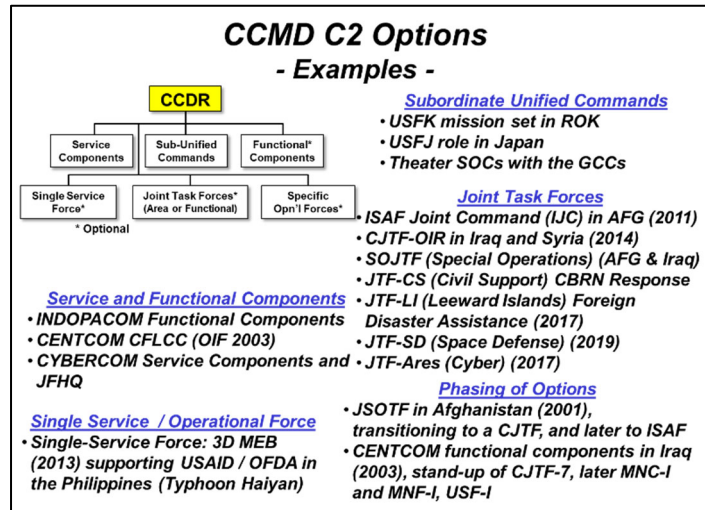 CCMD C2 Options
- Examples -
CCDR
Service
Components
Sub-Unified
Commands
Functional*
Components
Single Service
Force*
Joint Task Forces*
(Area or Functional)
Specific
Opn'l Forces*
* Optional
Subordinate Unified Commands
• USFK mission set in ROK
• USFJ role in Japan
• Theater SOCs with the GCCs
Joint Task Forces
• ISAF Joint Command (IJC) in AFG (2011)
• CJTF-OIR in Iraq and Syria (2014)
• SOJTF (Special Operations) (AFG & Iraq)
• JTF-CS (Civil Support) CBRN Response
• JTF-LI (Leeward Islands) Foreign
Disaster Assistance (2017)
• JTF-SD (Space Defense) (2019)
• JTF-Ares (Cyber) (2017)
Service and Functional Components
• INDOPACOM Functional Components
• CENTCOM CFLCC (OIF 2003)
• CYBERCOM Service Components and
JFHQ
Single Service / Operational Force
• Single-Service Force: 3D MEB
(2013) supporting USAID / OFDA in
the Philippines (Typhoon Haiyan)
Phasing of Options
• JSOTF in Afghanistan (2001),
transitioning to a CJTF, and later to ISAF
• CENTCOM functional components in Iraq
(2003), stand-up of CJTF-7, later MNC-I
and MNF-I, USF-I